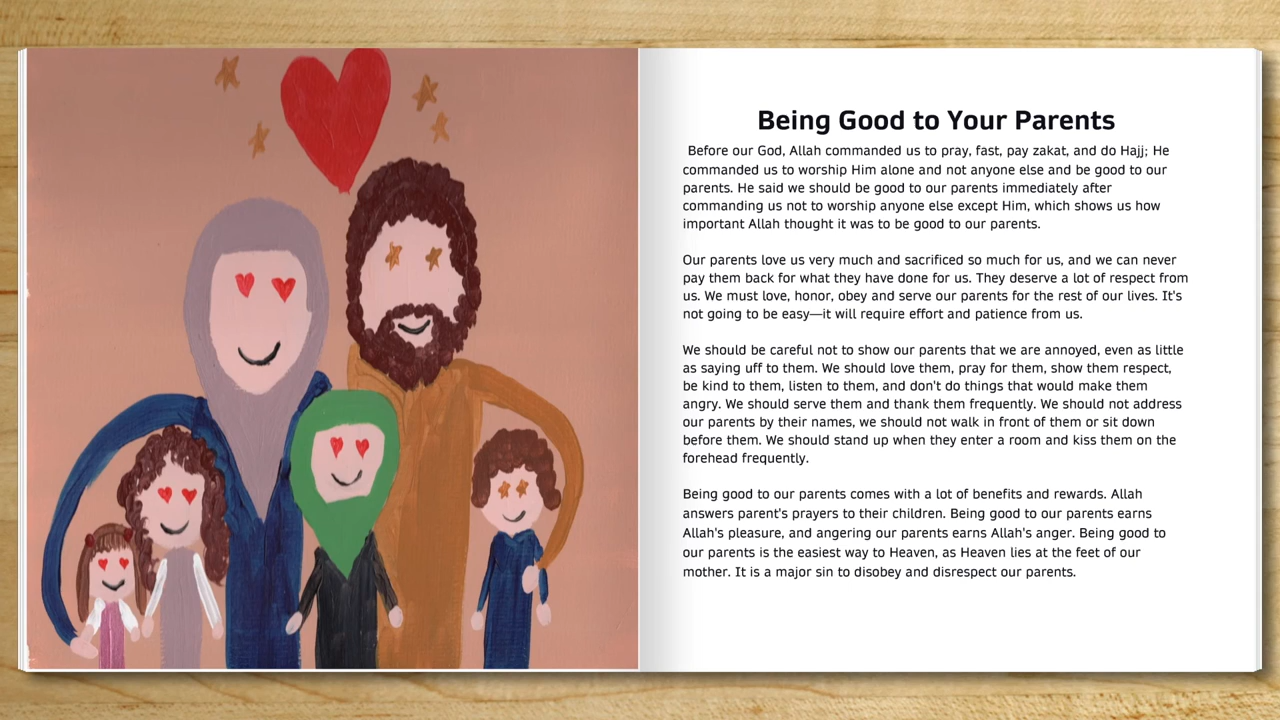 Being Good to Your Parents
Before our God, Allah commanded us to pray, fast, pay zakat, and do Hajj; He
commanded us to worship Him alone and not anyone else and be good to our
parents. He said we should be good to our parents immediately after
commanding us not to worship anyone else except Him, which shows us how
important Allah thought it was to be good to our parents.
Our parents love us very much and sacrificed so much for us, and we can never
pay them back for what they have done for us. They deserve a lot of respect from
us. We must love, honor, obey and serve our parents for the rest of our lives. It's
not going to be easy—it will require effort and patience from us.
We should be careful not to show our parents that we are annoyed, even as little
as saying uff to them. We should love them, pray for them, show them respect,
be kind to them, listen to them, and don't do things that would make them
angry. We should serve them and thank them frequently. We should not address
our parents by their names, we should not walk in front of them or sit down
before them. We should stand up when they enter a room and kiss them on the
forehead frequently.
Being good to our parents comes with a lot of benefits and rewards. Allah
answers parent's prayers to their children. Being good to our parents earns
Allah's pleasure, and angering our parents earns Allah's anger. Being good to
our parents is the easiest way to Heaven, as Heaven lies at the feet of our
mother. It is a major sin to disobey and disrespect our parents.